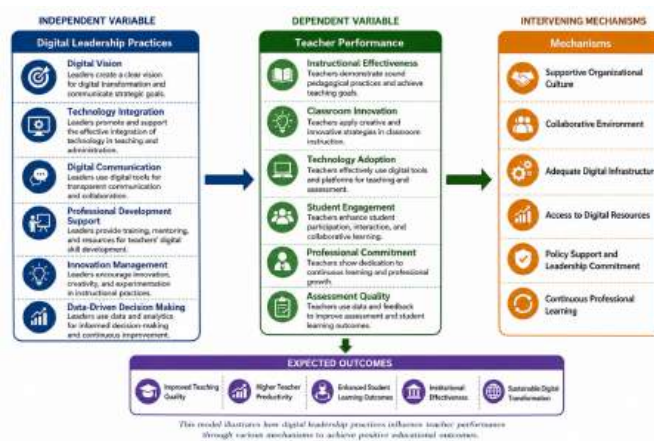 INDEPENDENT VARIABLE
Digital Leadership Practices
Digital Vision
Leaders create a clear vision
for digital transformation and
communicate strategic goals.
Technology Integration
Leaders promote and support
the effective integration of
technology in teaching and
administration.
Digital Communication
Leaders use digital tools for
transparent communication
and collaboration.
Professional Development
Support
Leaders provide training, mentoring,
and resources for teachers' digital
skill development.
Innovation Management
Leaders encourage innovation,
creativity, and experimentation
in instructional practices.
Data-Driven Decision Making
Leaders use data and analytics
for informed decision-making
and continuous improvement.
DEPENDENT VARIABLE
Teacher Performance
Instructional Effectiveness
Teachers demonstrate sound
pedagogical practices and achieve
teaching goals.
Classroom Innovation
Teachers apply creative and
innovative strategies in classroom
instruction.
Technology Adoption
Teachers effectively use digital tools
and platforms for teaching and
assessment.
Student Engagement
Teachers enhance student
participation, interaction, and
collaborative learning.
Professional Commitment
Teachers show dedication to
continuous learning and professional
growth.
Assessment Quality
Teachers use data and feedback
to improve assessment and student
learning outcomes.
INTERVENING MECHANISMS
Mechanisms
Supportive Organizational
Culture
Collaborative Environment
Adequate Digital Infrastructur
Access to Digital Resources
Policy Support and
Leadership Commitment
Continuous Professional
Learning
EXPECTED OUTCOMES
Improved Teaching
Quality
Higher Teacher
Productivity
Enhanced Student
Learning Outcomes
Institutional
Effectiveness
Sustainable Digital
Transformation
This model illustrates how digital leadership practices influence teacher performance
through various mechanisms to achieve positive educational outcomes.